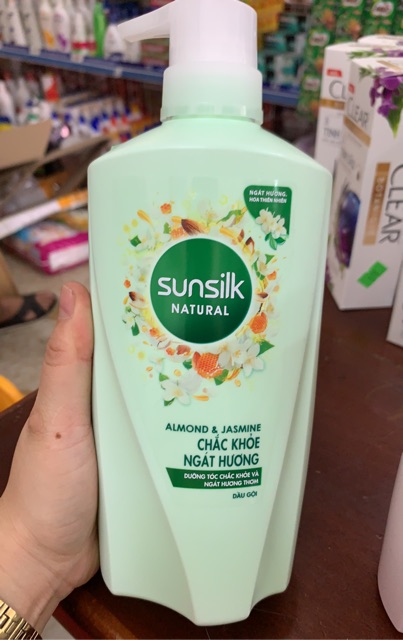 NGÁT HƯƠNG
HOA THIÊN NHIÊN
sunsilk
NATURAL
ALMOND & JASMINE
CHẮC KHỎE
NGÁT HƯƠNG
DƯỠNG TÓC CHẮC KHỎE VÀ
NGÁT HƯƠNG THƠM
DẦU GỘI
CLEAR
CLEAR